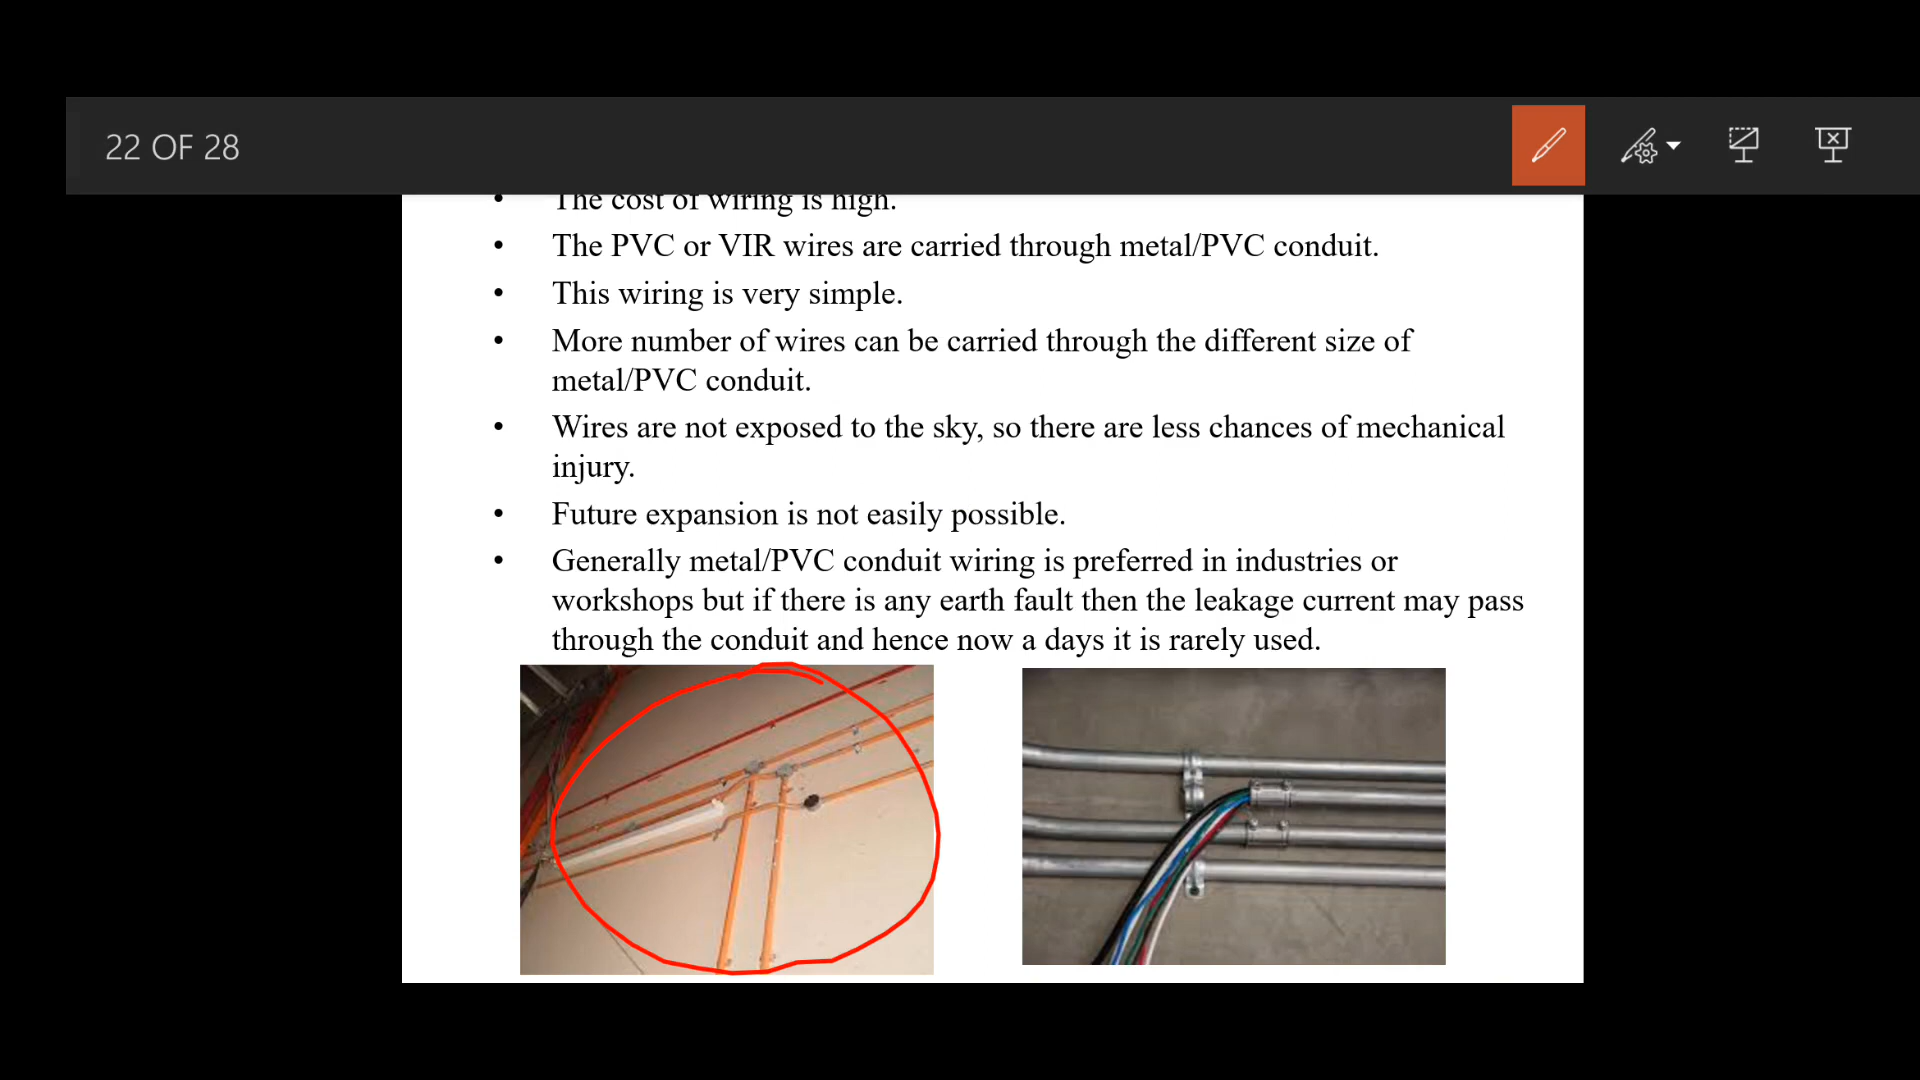 22 OF 28
• The cost of wiring is high.
• The PVC or VIR wires are carried through metal/PVC conduit.
• This wiring is very simple.
• More number of wires can be carried through the different size of
metal/PVC conduit.
• Wires are not exposed to the sky, so there are less chances of mechanical
injury.
• Future expansion is not easily possible.
• Generally metal/PVC conduit wiring is preferred in industries or
workshops but if there is any earth fault then the leakage current may pass
through the conduit and hence now a days it is rarely used.